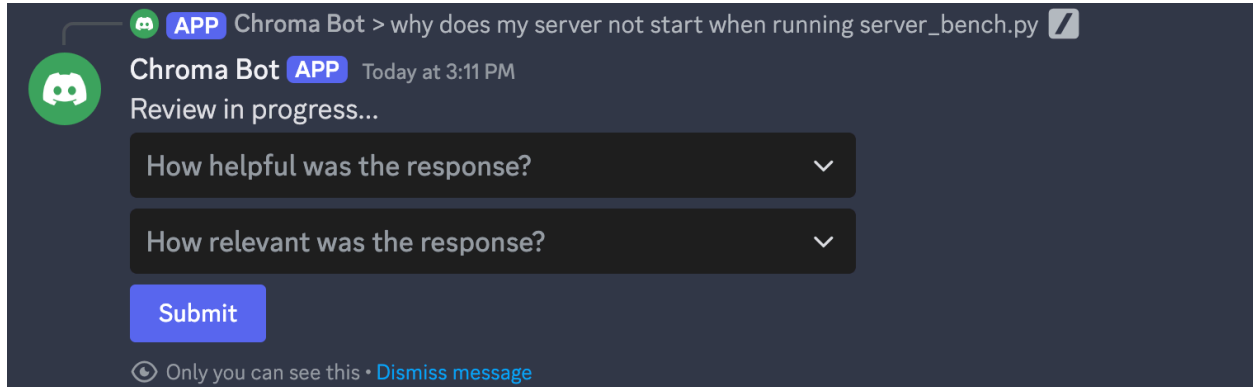 APP Chroma Bot > why does my server not start when running server_bench.py
Chroma Bot APP Today at 3:11 PM
Review in progress...
How helpful was the response?
How relevant was the response?
Submit
Only you can see this • Dismiss message